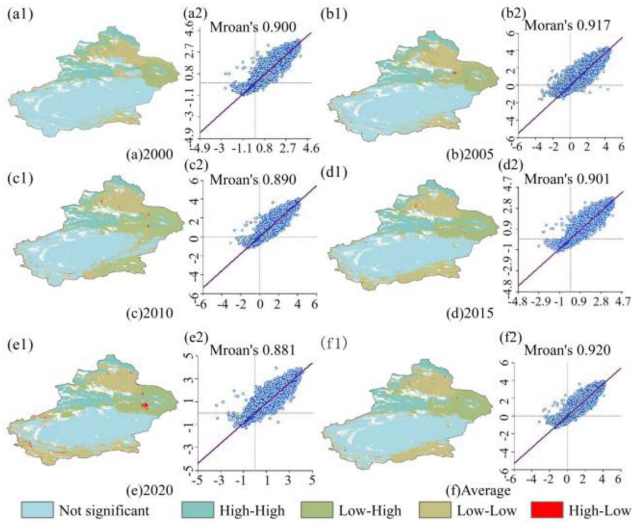 (a1)
(a2)
Mroan's 0.900
4.6
2.7
0.8
-1.1
-3
-4.9
-4.9 -3 -1.1 0.8 2.7 4.6
(a)2000
(b1)
(b2)
Moran's 0.917
6
4
2
0
-2
-4
-6
-6 -4 -2 0 2 4 6
(b)2005
(c1)
(c2)
Mroan's 0.890
6
4
2
0
-2
-4
-6
-6 -4 -2 0 2 4 6
(c)2010
(d1)
(d2)
Mroan's 0.901
4.7
2.8
0.9
-1
-2.9
-4.8
-4.8 -2.9 -1 0.9 2.8 4.7
(d)2015
(e1)
(e2)
Mroan's 0.881
5
3
1
-1
-3
-5
-5 -3 -1 1 3 5
(e)2020
(f1)
(f2)
Mroan's 0.920
6
4
2
0
-2
-4
-6
-6 -4 -2 0 2 4 6
(f)Average
Not significant High-High Low-High Low-Low High-Low